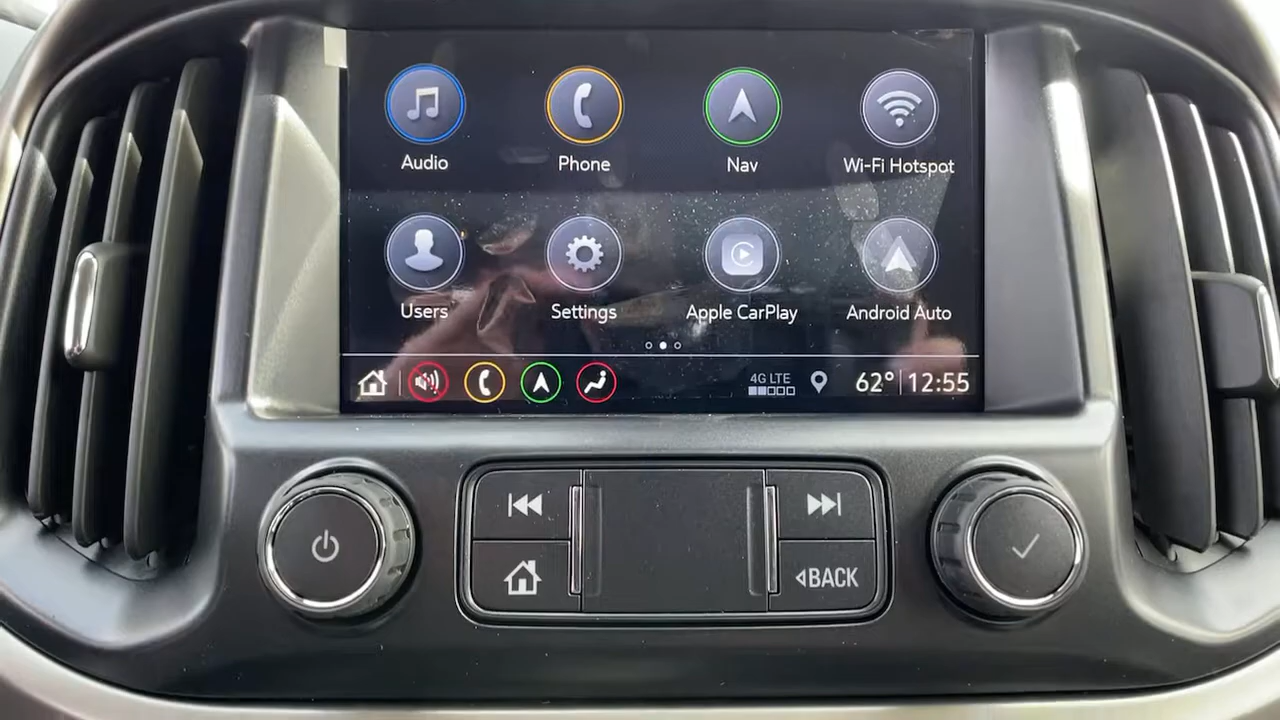 Audio Phone Nav Wi-Fi Hotspot
Users Settings Apple CarPlay Android Auto
4G LTE 62° 12:55
BACK